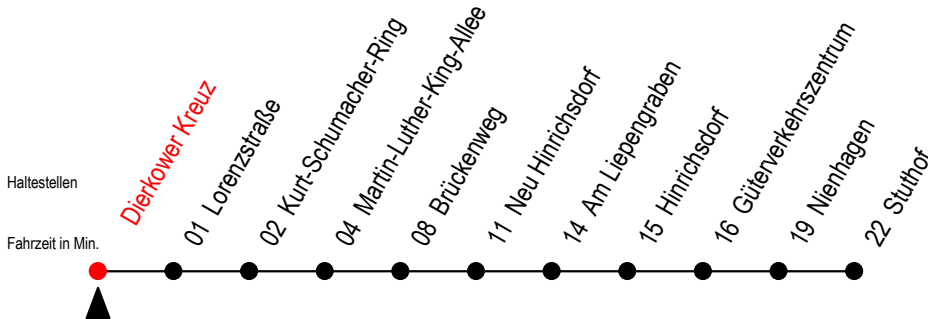 Haltestellen
Fahrzeit in Min.
Dierkower Kreuz
01 Lorenzstraße
02 Kurt-Schumacher-Ring
04 Martin-Luther-King-Allee
08 Brückenweg
11 Neu Hinrichsdorf
14 Am Liepengraben
15 Hinrichsdorf
16 Güterverkehrszentrum
19 Nienhagen
22 Stuthof